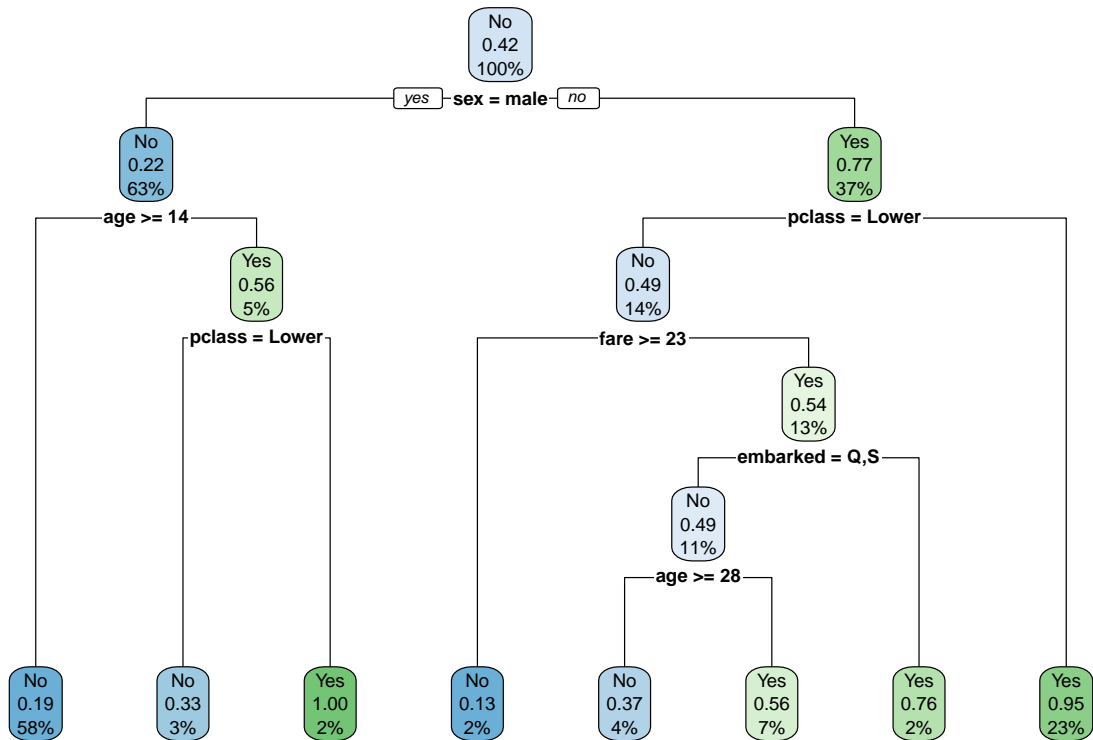 No
0.42
100%
yes sex = male no
No
0.22
63%
Yes
0.77
37%
age >= 14
pclass = Lower
Yes
0.56
5%
No
0.49
14%
pclass = Lower
fare >= 23
Yes
0.54
13%
embarked = Q,S
No
0.49
11%
age >= 28
No
0.19
58%
No
0.33
3%
Yes
1.00
2%
No
0.13
2%
No
0.37
4%
Yes
0.56
7%
Yes
0.76
2%
Yes
0.95
23%